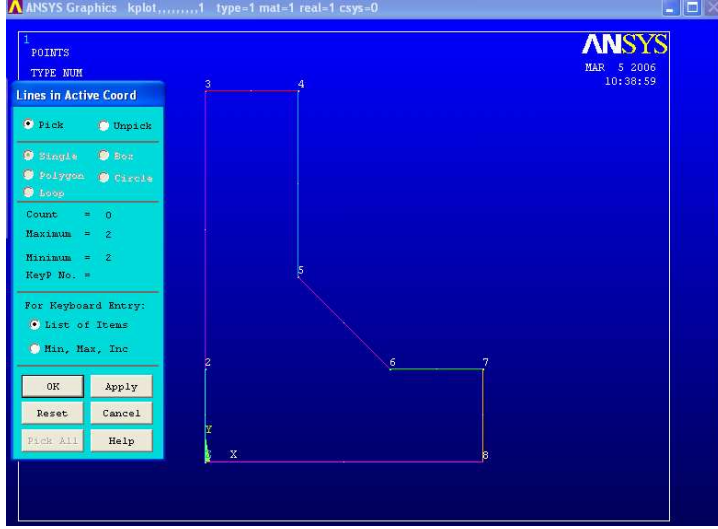 ANSYS Graphics kplot,,,,,,,,,1 type=1 mat=1 real=1 csys=0
1
POINTS
TYPE NUM
ANSYS
MAR 5 2006
10:38:59
Lines in Active Coord
Pick Unpick
Single Box
Polygon Circle
Loop
Count = 0
Maximum = 2
Minimum = 2
KeyP No. =
For Keyboard Entry:
List of Items
Min, Max, Inc
OK Apply
Reset Cancel
Pick All Help
3 4
5
2 6 7
Y
X
8